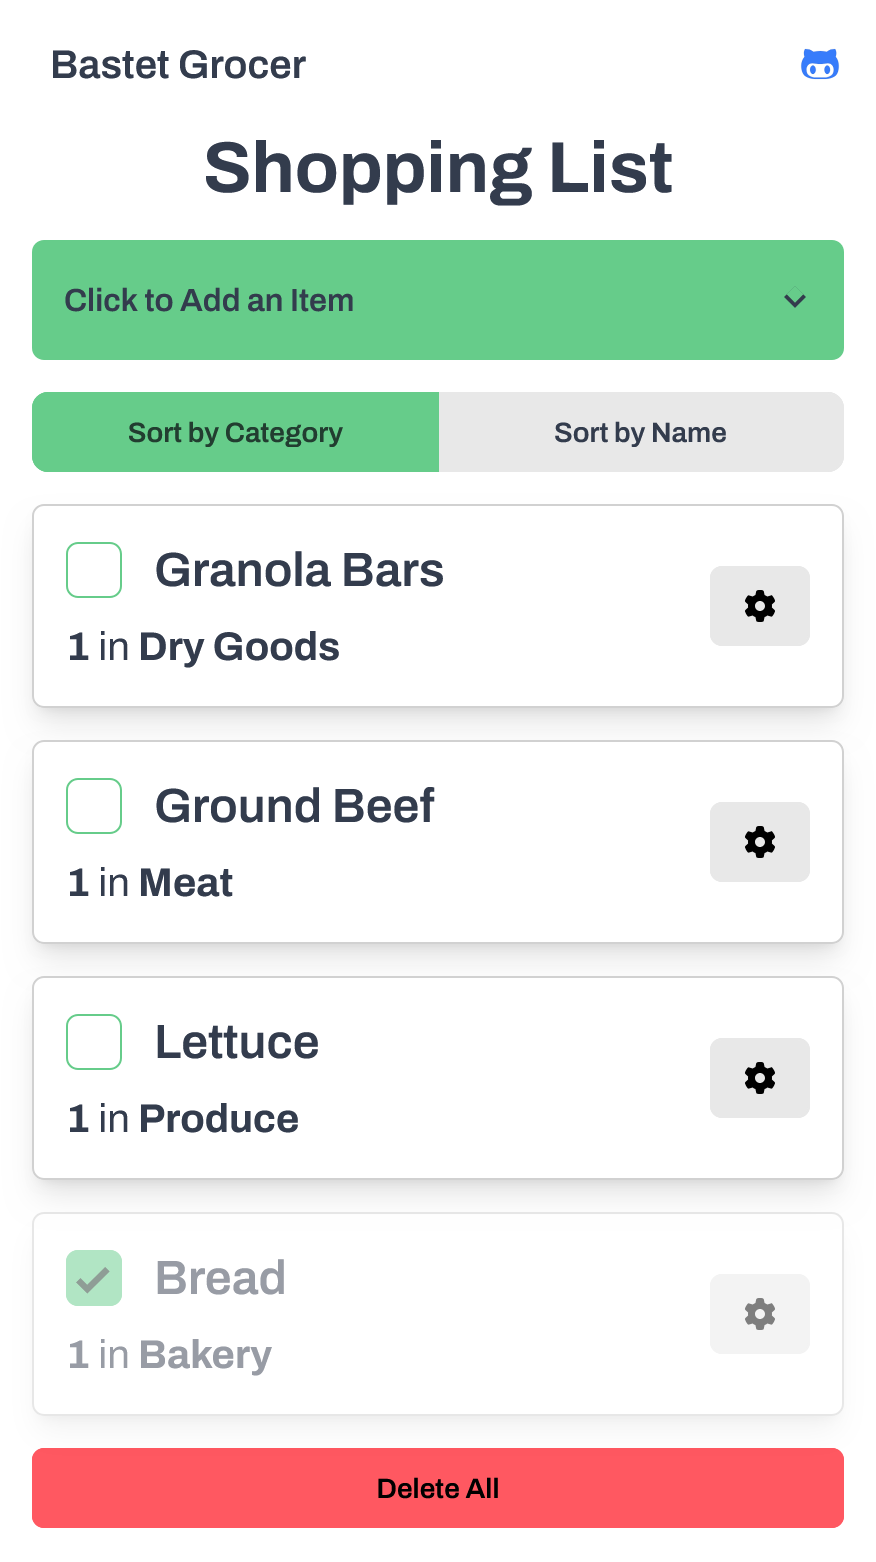 Bastet Grocer
Shopping List
Click to Add an Item
Sort by Category
Sort by Name
Granola Bars
1 in Dry Goods
Ground Beef
1 in Meat
Lettuce
1 in Produce
Bread
1 in Bakery
Delete All